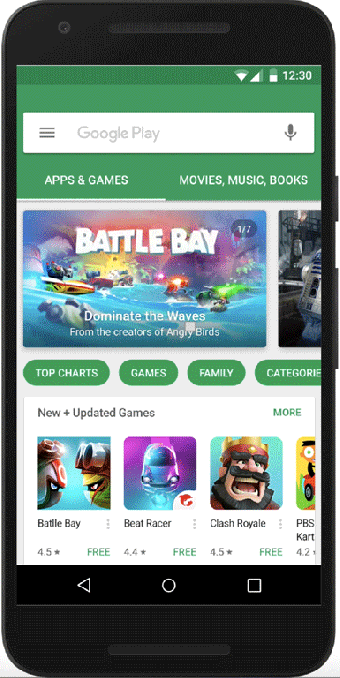 12:30
Google Play
APPS & GAMES MOVIES, MUSIC, BOOKS
BATTLE BAY
1/7
Dominate the Waves
From the creators of Angry Birds
TOP CHARTS GAMES FAMILY CATEGORIE
New + Updated Games MORE
Battle Bay Beat Racer Clash Royale PBS
Kart
4.5★ FREE 4.4★ FREE 4.5★ FREE 4.2★